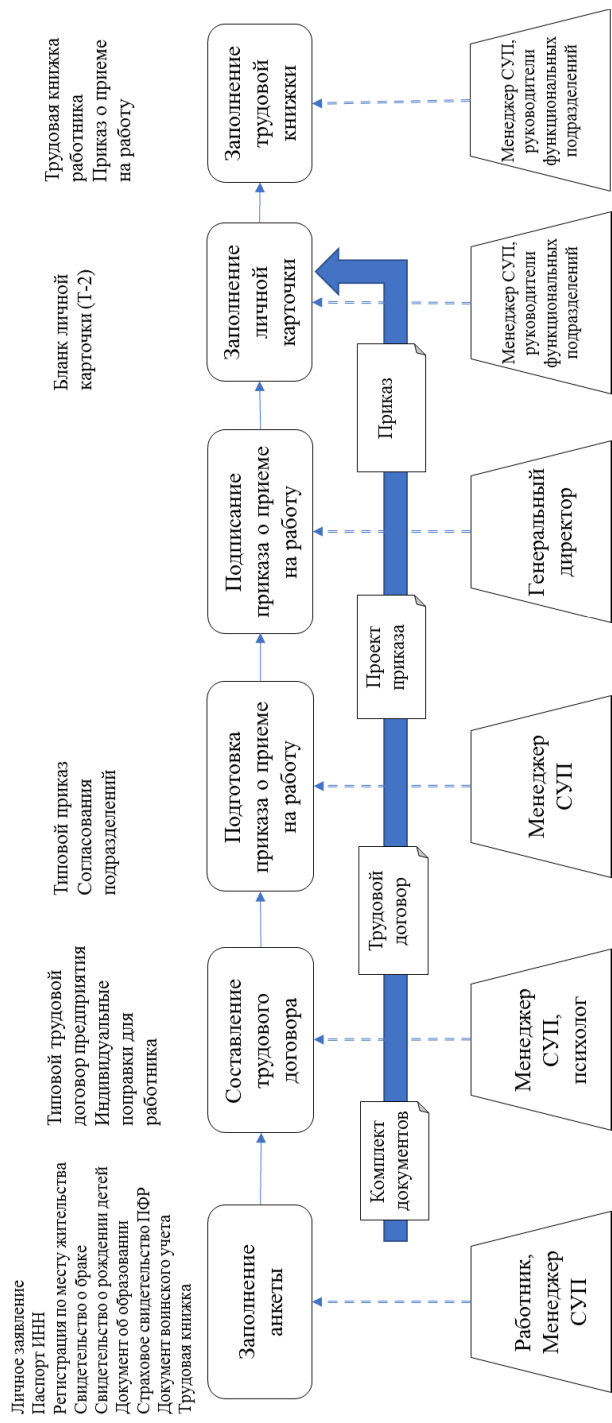 Личное заявление
Паспорт ИНН
Регистрация по месту жительства
Свидетельство о браке
Свидетельство о рождении детей
Документ об образовании
Страховое свидетельство ПФР
Документ воинского учета
Трудовая книжка
Типовой трудовой
договор предприятия
Индивидуальные
поправки для
работника
Типовой приказ
Согласования
подразделений
Бланк личной
карточки (Т-2)
Трудовая книжка
работника
Приказ о приеме
на работу
Заполнение
анкеты
Составление
трудового
договора
Подготовка
приказа о приеме
на работу
Подписание
приказа о приеме
на работу
Заполнение
личной
карточки
Заполнение
трудовой
книжки
Комплект
документов
Трудовой
договор
Проект
приказа
Приказ
Работник,
Менеджер
СУП
Менеджер
СУП,
психолог
Менеджер
СУП
Генеральный
директор
Менеджер СУП,
руководители
функциональных
подразделений
Менеджер СУП,
руководители
функциональных
подразделений